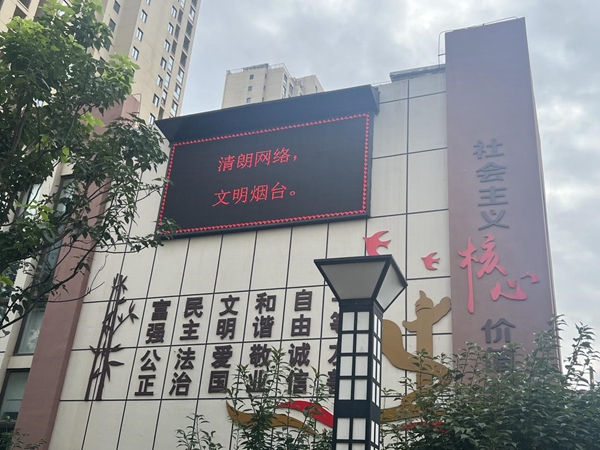 清朗网络，
文明烟台。
富强公正
民主法治
文明爱国
和谐敬业
自由诚信
社会主义
核心
价